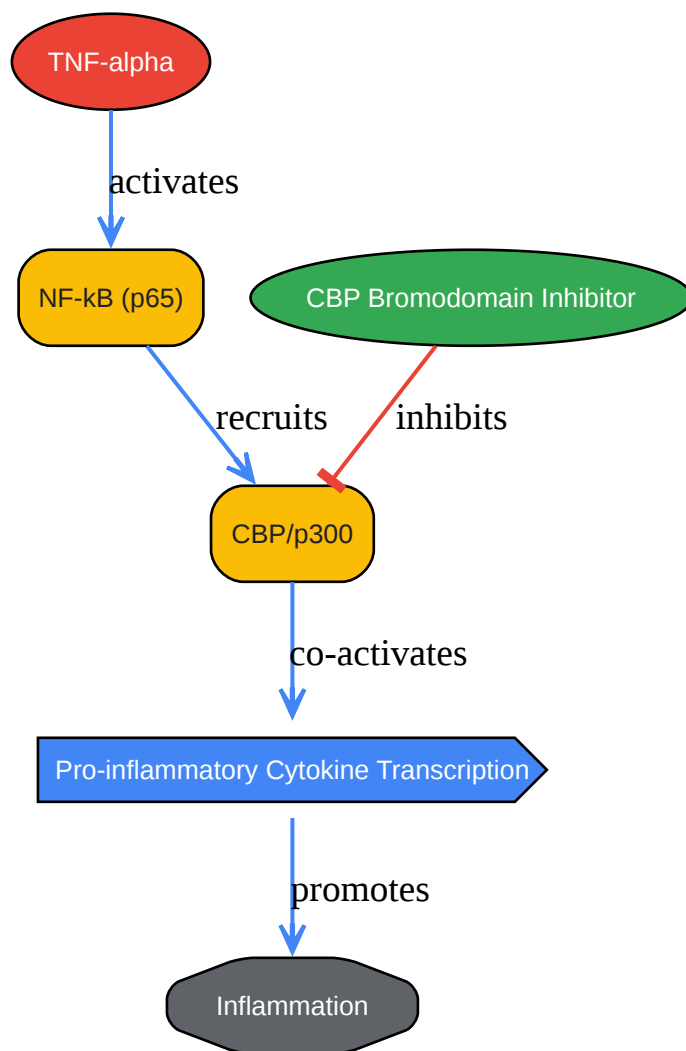 TNF-alpha
activates
NF-kB (p65)
CBP Bromodomain Inhibitor
recruits
inhibits
CBP/p300
co-activates
Pro-inflammatory Cytokine Transcription
promotes
Inflammation